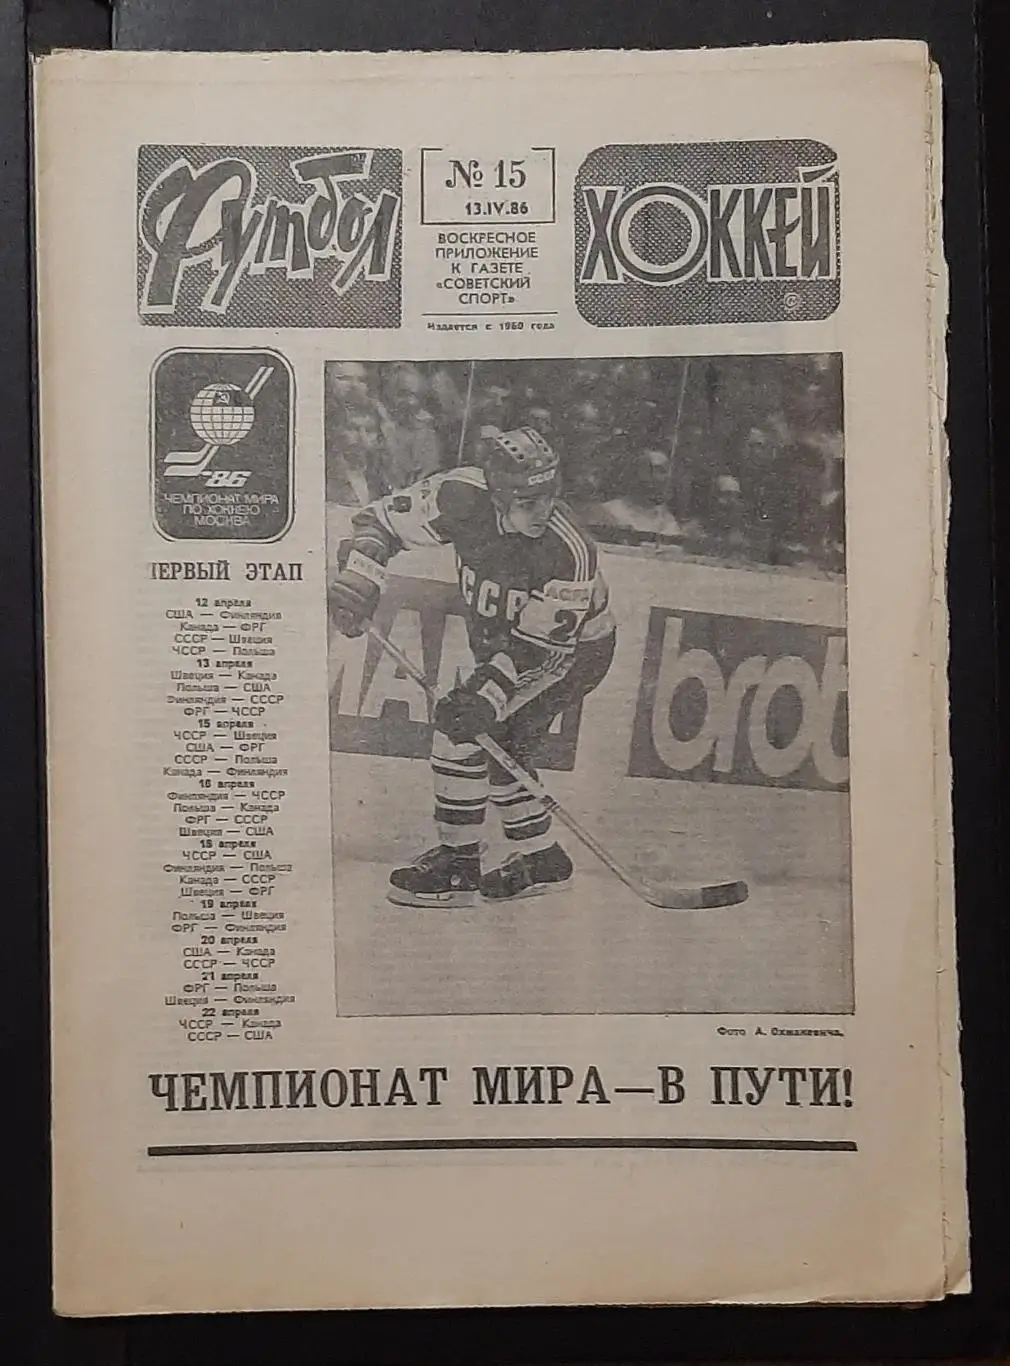 Футбол
№ 15
13.IV.86
ВОСКРЕСНОЕ
ПРИЛОЖЕНИЕ
К ГАЗЕТЕ
«СОВЕТСКИЙ
СПОРТ»
Издается с 1960 года
ХОККЕЙ
-86
ЧЕМПИОНАТ МИРА
ПО ХОККЕЮ
МОСКВА
ПЕРВЫЙ ЭТАП
12 апреля
США — Финляндия
Канада — ФРГ
СССР — Швеция
ЧССР — Польша
13 апреля
Швеция — Канада
Польша — США
Финляндия — СССР
ФРГ — ЧССР
15 апреля
ЧССР — Швеция
США — ФРГ
СССР — Польша
Канада — Финляндия
16 апреля
Финляндия — ЧССР
Польша — Канада
ФРГ — СССР
Швеция — США
18 апреля
ЧССР — США
Финляндия — Польша
Канада — СССР
Швеция — ФРГ
19 апреля
Польша — Швеция
ФРГ — Финляндия
20 апреля
США — Канада
СССР — ЧССР
21 апреля
ФРГ — Польша
Швеция — Финляндия
22 апреля
ЧССР — Канада
СССР — США
СССР
СССР
2
brot
Фото А. Схмакевича.
ЧЕМПИОНАТ МИРА — В ПУТИ!